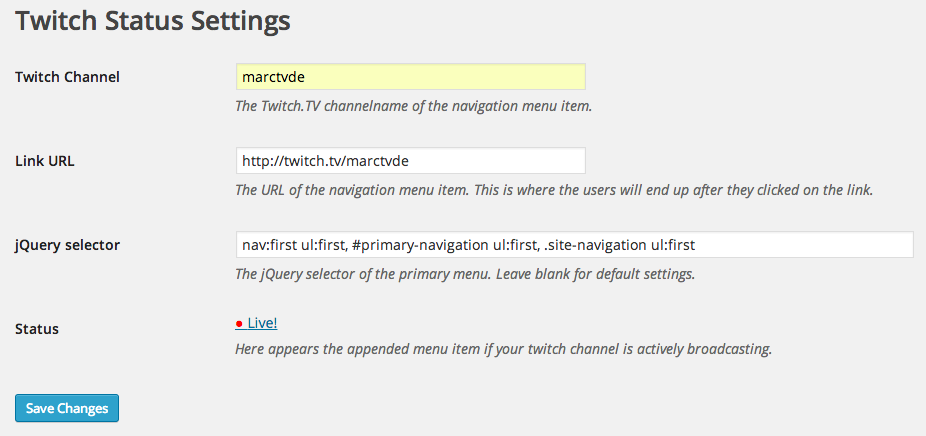 Twitch Status Settings
Twitch Channel
marctvde
The Twitch.TV channelname of the navigation menu item.
Link URL
http://twitch.tv/marctvde
The URL of the navigation menu item. This is where the users will end up after they clicked on the link.
jQuery selector
nav:first ul:first, #primary-navigation ul:first, .site-navigation ul:first
The jQuery selector of the primary menu. Leave blank for default settings.
Status
● Live!
Here appears the appended menu item if your twitch channel is actively broadcasting.
Save Changes